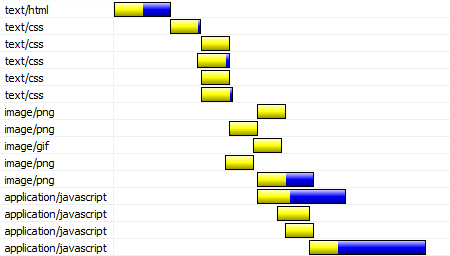 text/html
text/css
text/css
text/css
text/css
text/css
image/png
image/png
image/gif
image/png
image/png
application/javascript
application/javascript
application/javascript
application/javascript